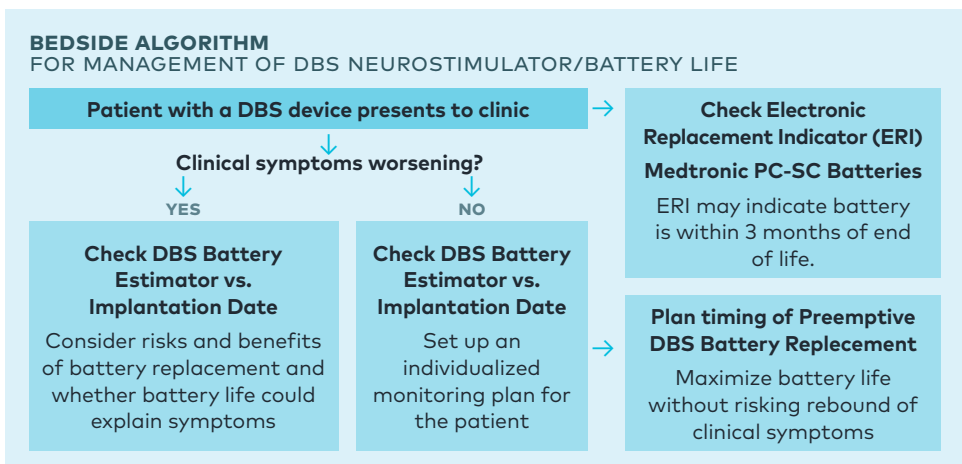 BEDSIDE ALGORITHM
FOR MANAGEMENT OF DBS NEUROSTIMULATOR/BATTERY LIFE
Patient with a DBS device presents to clinic
Clinical symptoms worsening?
YES
Check DBS Battery
Estimator vs.
Implantation Date
Consider risks and benefits
of battery replacement and
whether battery life could
explain symptoms
NO
Check DBS Battery
Estimator vs.
Implantation Date
Set up an
individualized
monitoring plan for
the patient
Check Electronic
Replacement Indicator (ERI)
Medtronic PC-SC Batteries
ERI may indicate battery
is within 3 months of end
of life.
Plan timing of Preemptive
DBS Battery Replecement
Maximize battery life
without risking rebound of
clinical symptoms